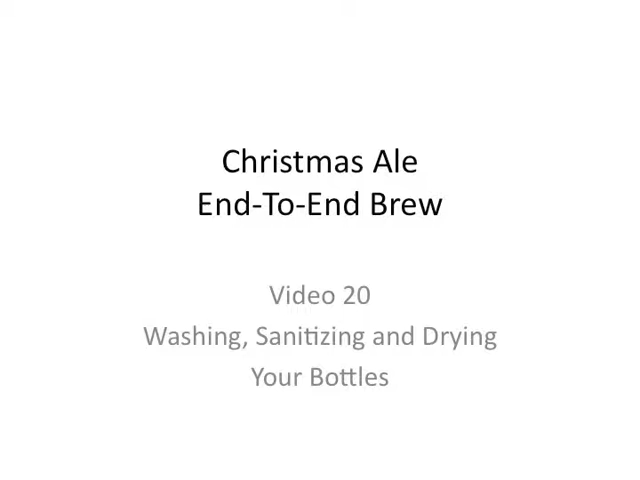 Christmas Ale
End-To-End Brew
Video 20
Washing, Sanitizing and Drying
Your Bottles